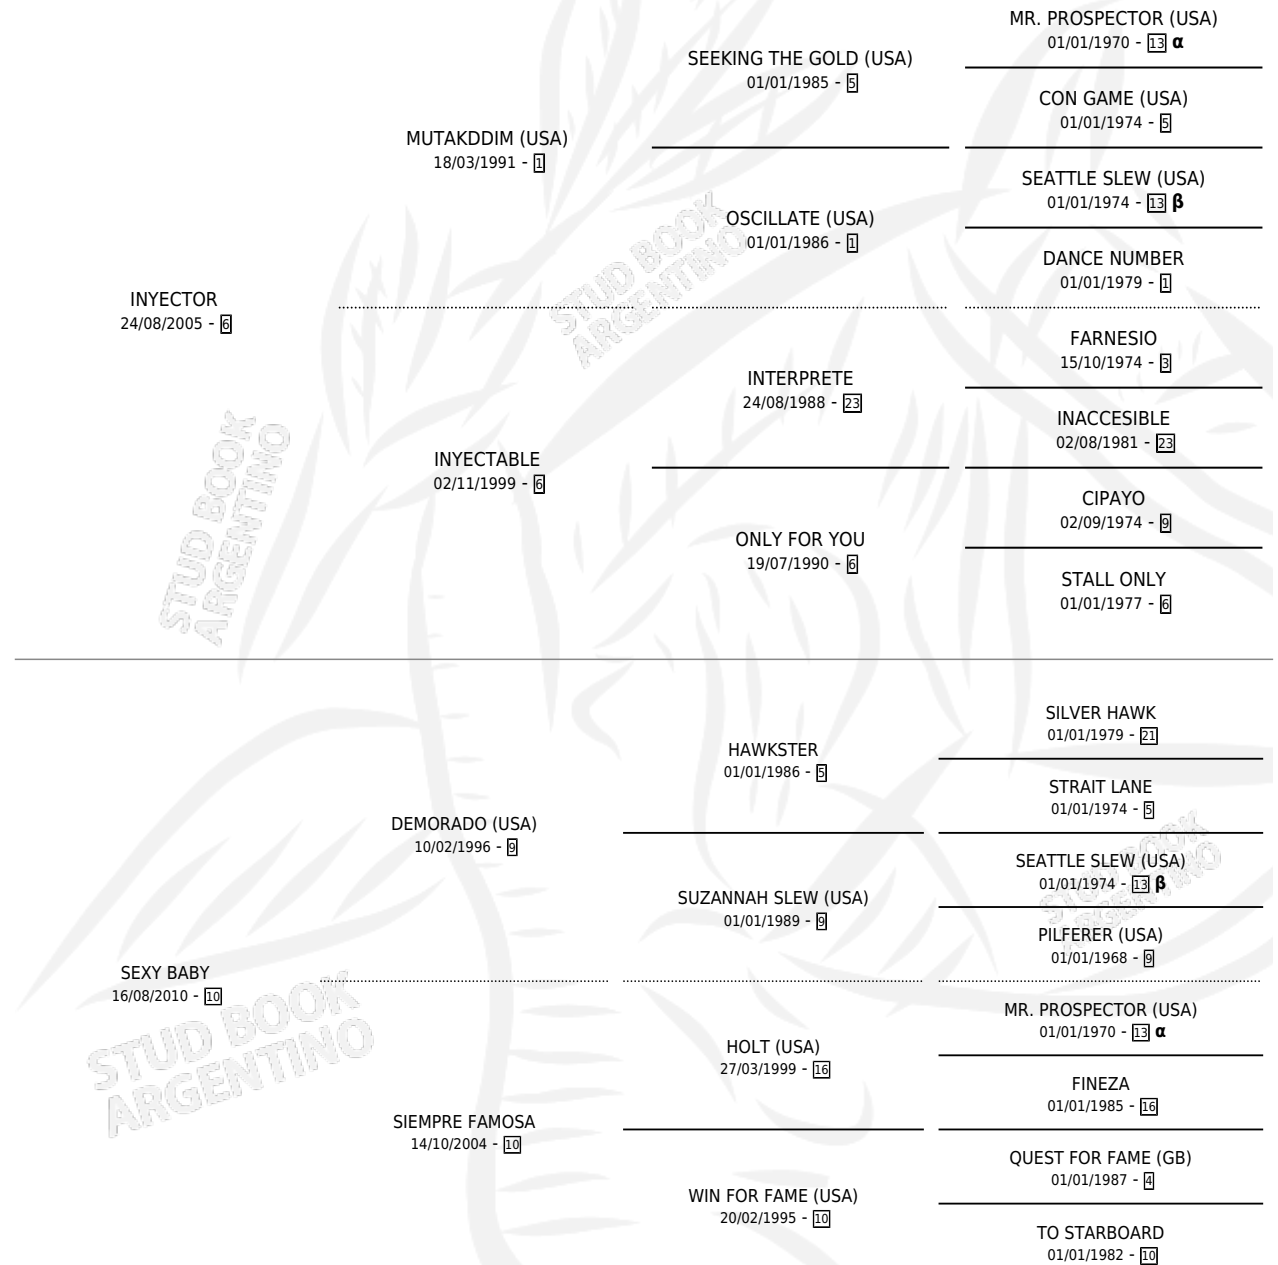 INYECTOR
24/08/2005 - 6
MUTAKDDIM (USA)
18/03/1991 - 1
SEEKING THE GOLD (USA)
01/01/1985 - 5
MR. PROSPECTOR (USA)
01/01/1970 - 13 α
CON GAME (USA)
01/01/1974 - 5
OSCILLATE (USA)
01/01/1986 - 1
SEATTLE SLEW (USA)
01/01/1974 - 13 β
DANCE NUMBER
01/01/1979 - 1
INYECTABLE
02/11/1999 - 6
INTERPRETE
24/08/1988 - 23
FARNESIO
15/10/1974 - 3
INACCESIBLE
02/08/1981 - 23
ONLY FOR YOU
19/07/1990 - 6
CIPAYO
02/09/1974 - 9
STALL ONLY
01/01/1977 - 6
SEXY BABY
16/08/2010 - 10
DEMORADO (USA)
10/02/1996 - 9
HAWKSTER
01/01/1986 - 5
SILVER HAWK
01/01/1979 - 21
STRAIT LANE
01/01/1974 - 5
SUZANNAH SLEW (USA)
01/01/1989 - 9
SEATTLE SLEW (USA)
01/01/1974 - 13 β
PILFERER (USA)
01/01/1968 - 9
SIEMPRE FAMOSA
14/10/2004 - 10
HOLT (USA)
27/03/1999 - 16
MR. PROSPECTOR (USA)
01/01/1970 - 13 α
FINEZA
01/01/1985 - 16
WIN FOR FAME (USA)
20/02/1995 - 10
QUEST FOR FAME (GB)
01/01/1987 - 4
TO STARBOARD
01/01/1982 - 10
STUD BOOK
ARGENTINO
STUD BOOK
ARGENTINO
STUD BOOK
ARGENTINO
STUD BOOK
ARGENTINO